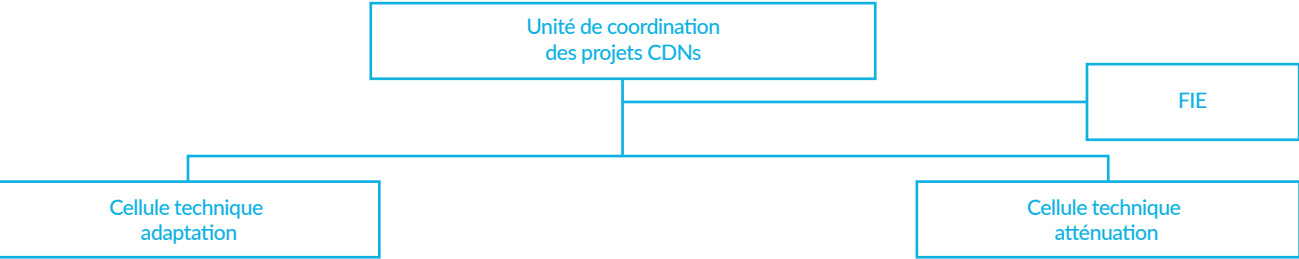 Unité de coordination
des projets CDNs
FIE
Cellule technique
adaptation
Cellule technique
atténuation